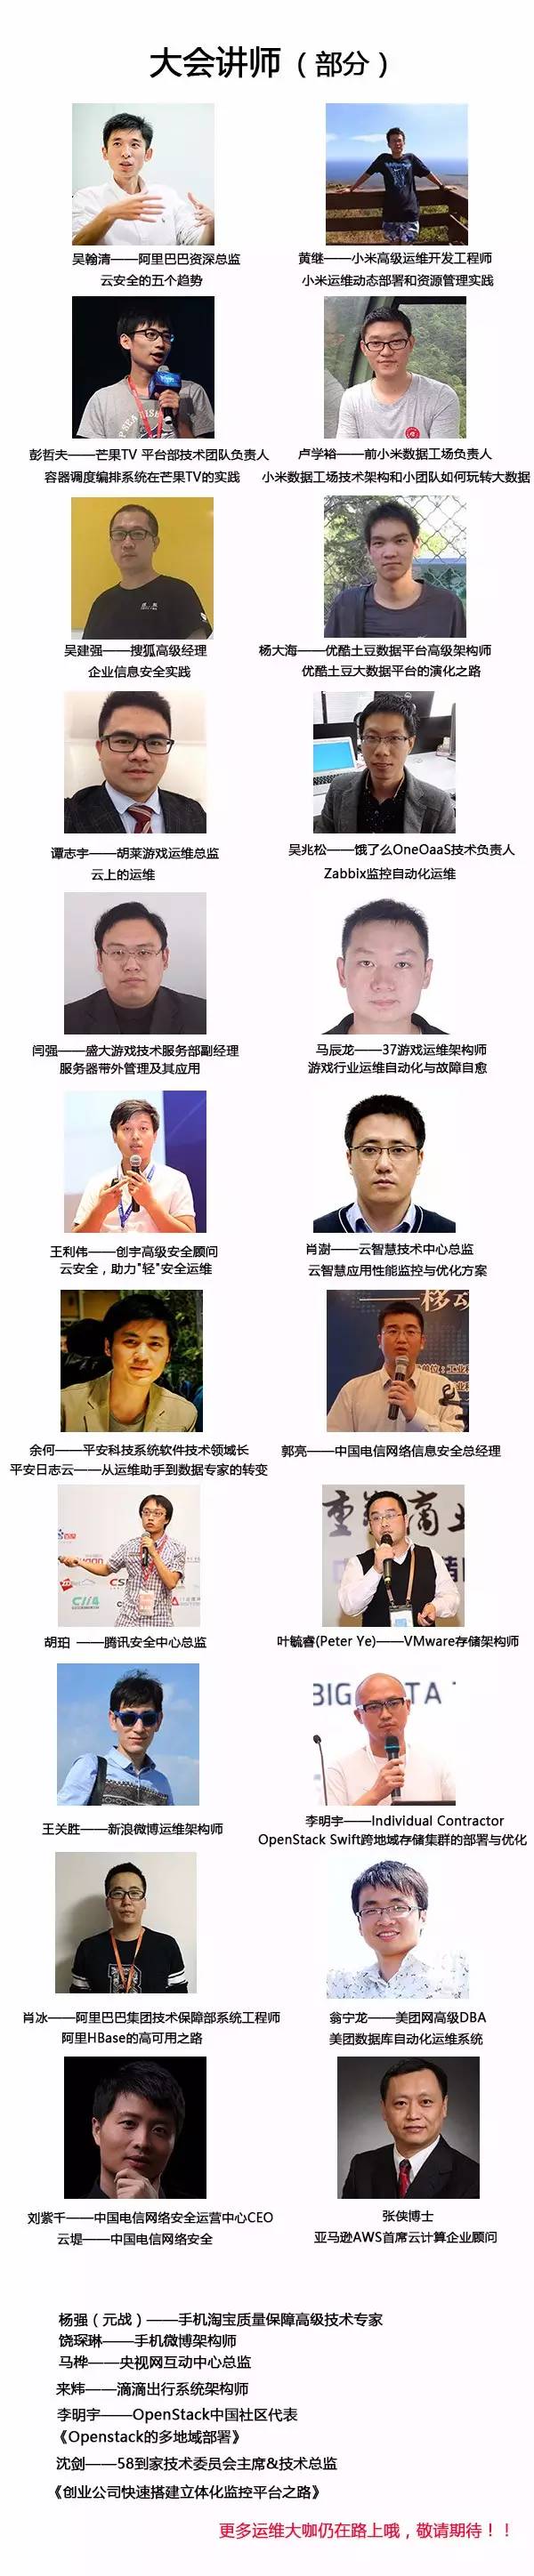 大会讲师（部分）
吴翰清——阿里巴巴资深总监
云安全的五个趋势
黄继——小米高级运维开发工程师
小米运维动态部署和资源管理实践
彭哲夫——芒果TV 平台部技术团队负责人
容器调度编排系统在芒果TV的实践
卢学裕——前小米数据工场负责人
小米数据工场技术架构和小团队如何玩转大数据
吴建强——搜狐高级经理
企业信息安全实践
杨大海——优酷土豆数据平台高级架构师
优酷土豆大数据平台的演化之路
谭志宇——胡莱游戏运维总监
云上的运维
吴兆松——饿了么OneOaaS技术负责人
Zabbix监控自动化运维
闫强——盛大游戏技术服务部副经理
服务器带外管理及其应用
马辰龙——37游戏运维架构师
游戏行业运维自动化与故障自愈
王利伟——创宇高级安全顾问
云安全，助力"轻"安全运维
肖澍——云智慧技术中心总监
云智慧应用性能监控与优化方案
余何——平安科技系统软件技术领域长
平安日志云——从运维助手到数据专家的转变
郭亮——中国电信网络信息安全总经理
胡珀 ——腾讯安全中心总监
叶毓睿(Peter Ye)——VMware存储架构师
王关胜——新浪微博运维架构师
李明宇——Individual Contractor
OpenStack Swift跨地域存储集群的部署与优化
肖冰——阿里巴巴集团技术保障部系统工程师
阿里HBase的高可用之路
翁宁龙——美团网高级DBA
美团数据库自动化运维系统
刘紫千——中国电信网络安全运营中心CEO
云堤——中国电信网络安全
张侠博士
亚马逊AWS首席云计算企业顾问
杨强（元战）——手机淘宝质量保障高级技术专家
饶琛琳——手机微博架构师
马桦——央视网互动中心总监
来炜——滴滴出行系统架构师
李明宇——OpenStack中国社区代表
《Openstack的多地域部署》
沈剑——58到家技术委员会主席&技术总监
《创业公司快速搭建立体化监控平台之路》
更多运维大咖仍在路上哦，敬请期待！！